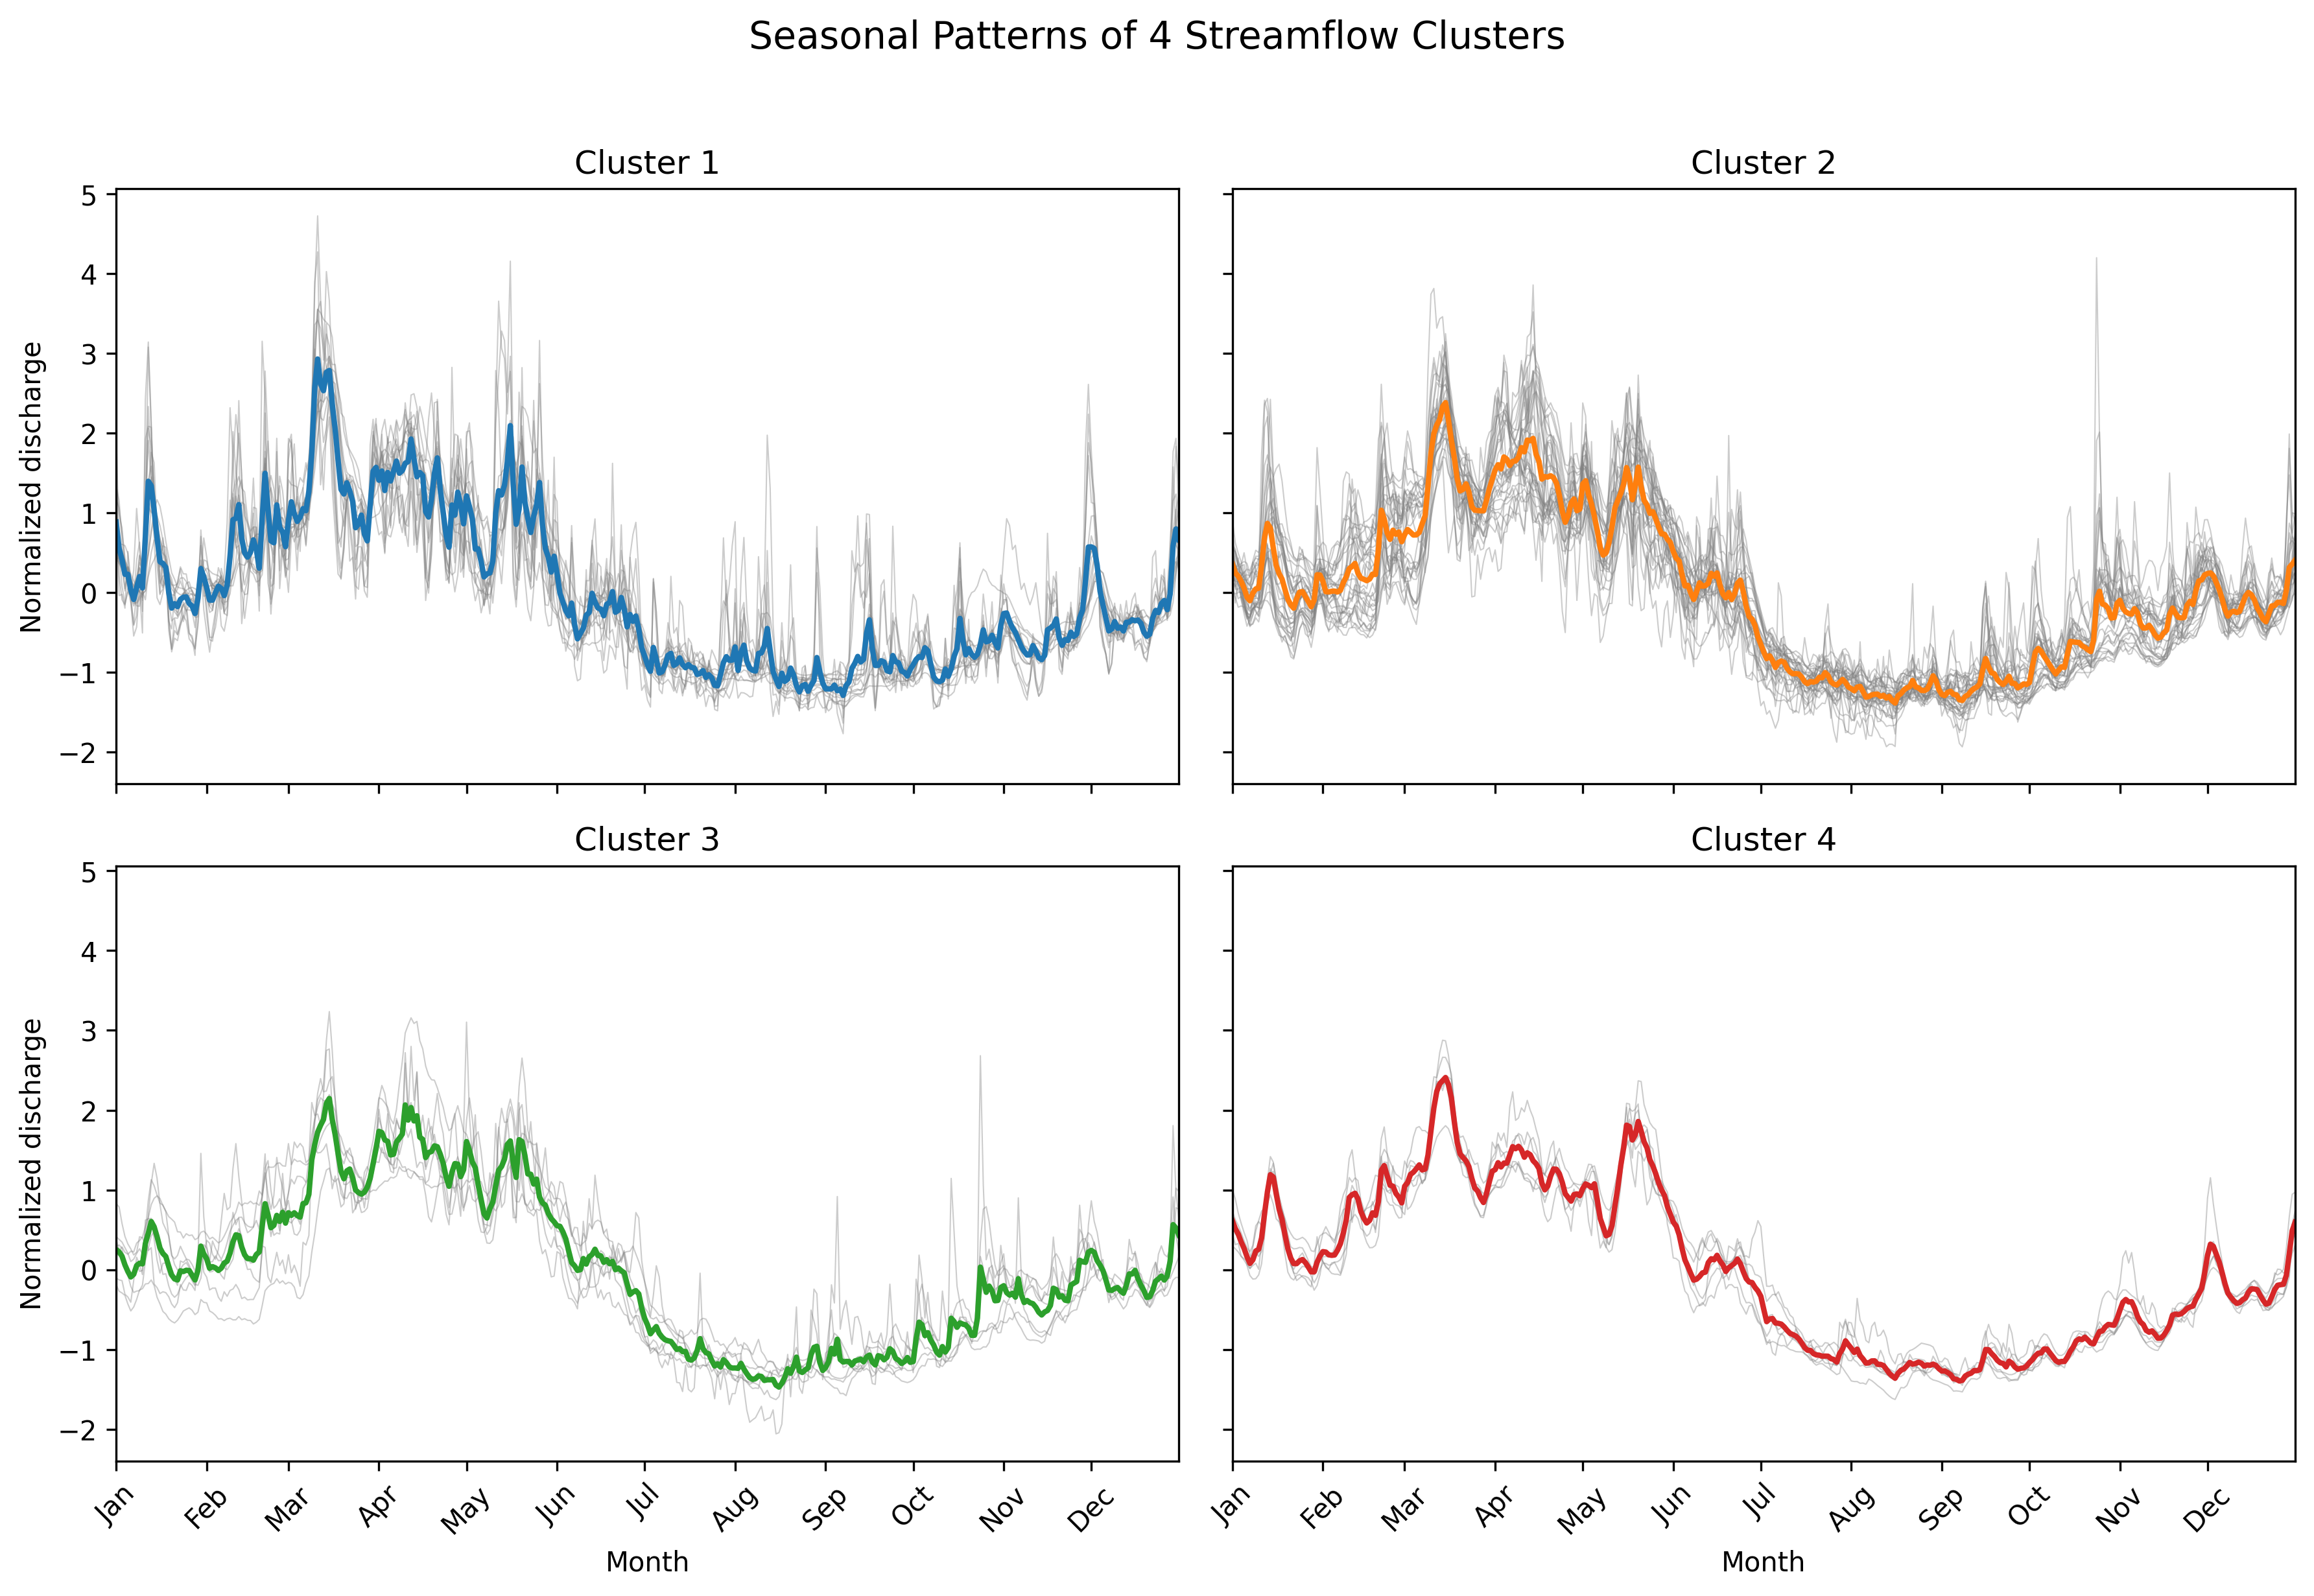 Seasonal Patterns of 4 Streamflow Clusters
Cluster 1
Cluster 2
5
4
3
2
1
0
−1
−2
Normalized discharge
Cluster 3
Cluster 4
5
4
3
2
1
0
−1
−2
Normalized discharge
Jan Feb Mar Apr May Jun Jul Aug Sep Oct Nov Dec
Jan Feb Mar Apr May Jun Jul Aug Sep Oct Nov Dec
Month
Month